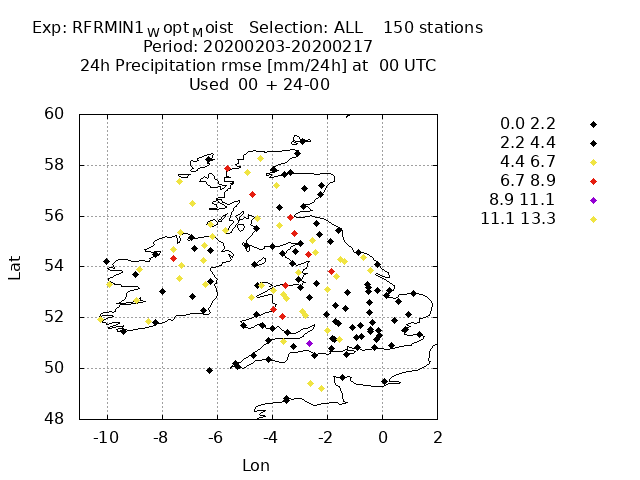 Exp: RFRMIN1WoptMoist Selection: ALL 150 stations
Period: 20200203-20200217
24h Precipitation rmse [mm/24h] at 00 UTC
Used 00 + 24-00
0.0 2.2
2.2 4.4
4.4 6.7
6.7 8.9
8.9 11.1
11.1 13.3
60
58
56
54
52
50
48
Lat
-10 -8 -6 -4 -2 0 2
Lon